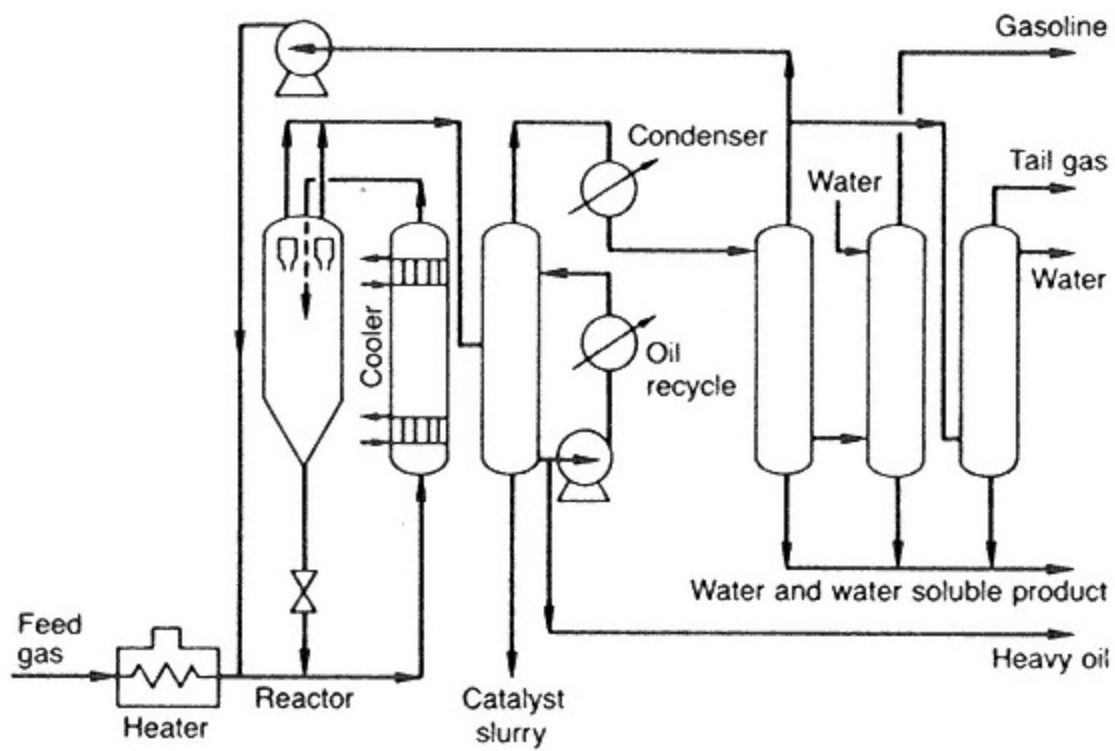 Gasoline
Condenser
Tail gas
Water
Water
Cooler
Oil
recycle
Water and water soluble product
Feed
gas
Heavy oil
Reactor
Catalyst
slurry
Heater